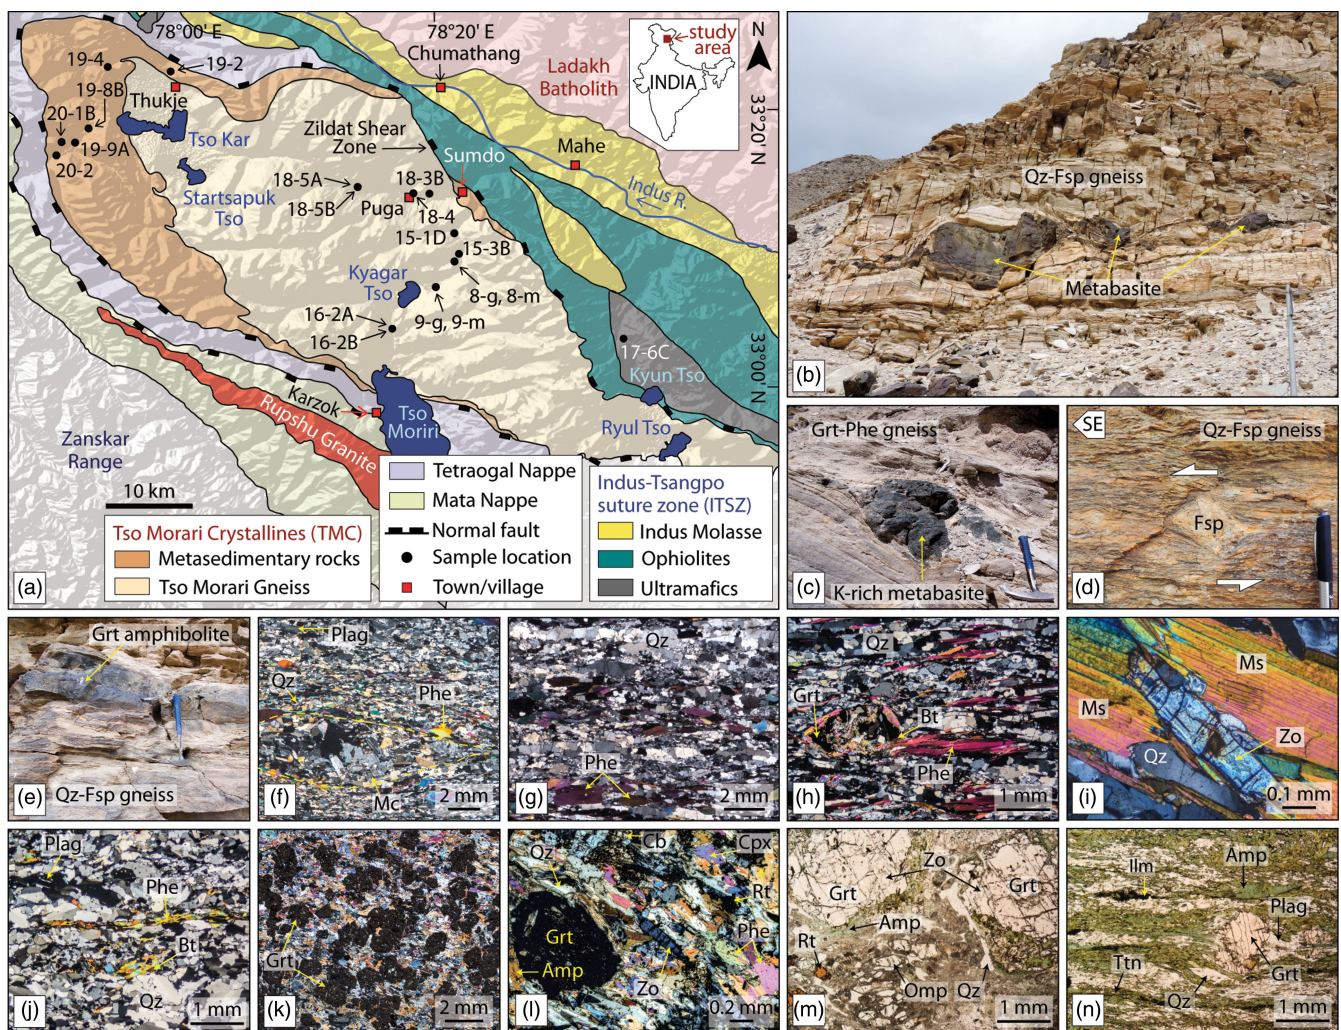 78°00' E
78°20' E
Chumathang
N
study
area
INDIA
Ladakh
Batholith
33°20' N
19-4
19-2
19-8B
Thukje
20-1B
19-9A
20-2
Tso Kar
Startsapuk
Tso
Zildat Shear
Zone
Sumdo
Mahe
Indus R.
18-5A
18-5B
18-3B
Puga
18-4
15-1D
15-3B
Kyagar
Tso
8-g, 8-m
9-g, 9-m
16-2A
16-2B
17-6C
Kyun Tso
33°00' N
Karzok
Rupshu Granite
Tso
Moriri
Ryul Tso
Zanskar
Range
10 km
Tso Morari Crystallines (TMC)
Metasedimentary rocks
Tso Morari Gneiss
Tetraogal Nappe
Mata Nappe
Normal fault
Sample location
Town/village
Indus-Tsangpo
suture zone (ITSZ)
Indus Molasse
Ophiolites
Ultramafics
(a)
Qz-Fsp gneiss
Metabasite
(b)
Grt-Phe gneiss
K-rich metabasite
(c)
SE
Qz-Fsp gneiss
Fsp
(d)
Grt amphibolite
Qz-Fsp gneiss
(e)
Plag
Qz
Phe
Mc
2 mm
(f)
Qz
Phe
2 mm
(g)
Qz
Grt
Bt
Phe
1 mm
(h)
Ms
Ms
Zo
Qz
0.1 mm
(i)
Plag
Phe
Bt
Qz
1 mm
(j)
Grt
2 mm
(k)
Cb
Cpx
Qz
Rt
Grt
Phe
Amp
Zo
0.2 mm
(l)
Zo
Grt
Grt
Amp
Rt
Omp
Qz
1 mm
(m)
Ilm
Amp
Plag
Ttn
Qz
Grt
1 mm
(n)